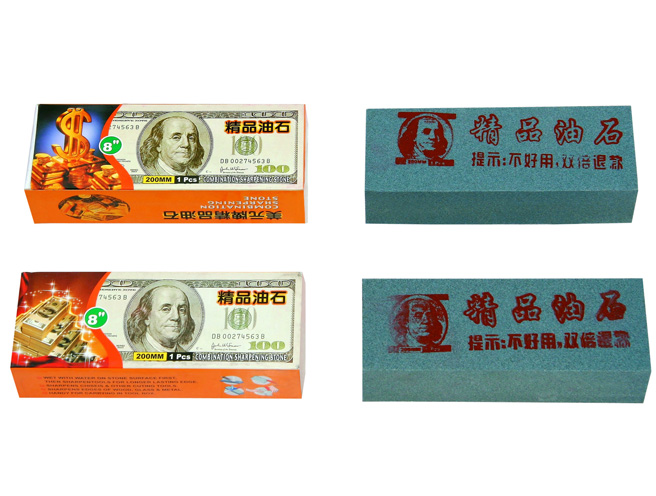 74563 B
8"
精品油石
DB 00274563 B
100
200MM 1 Pcs COMBINATION SHARPENING STONE
美元牌精品油石
COMBINATION
SHARPENING
STONE
精品油石
提示:不好用,双倍退款
74563 B
8"
精品油石
DB 00274563 B
100
200MM 1 Pcs COMBINATION SHARPENING STONE
精品油石
提示:不好用,双倍退款